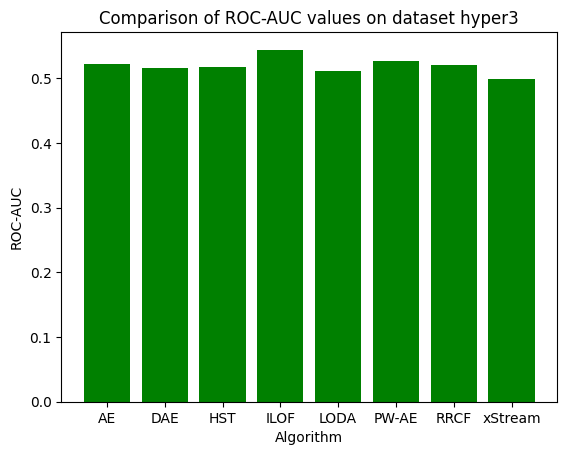 Comparison of ROC-AUC values on dataset hyper3
ROC-AUC
0.5
0.4
0.3
0.2
0.1
0.0
AE DAE HST ILOF LODA PW-AE RRCF xStream
Algorithm